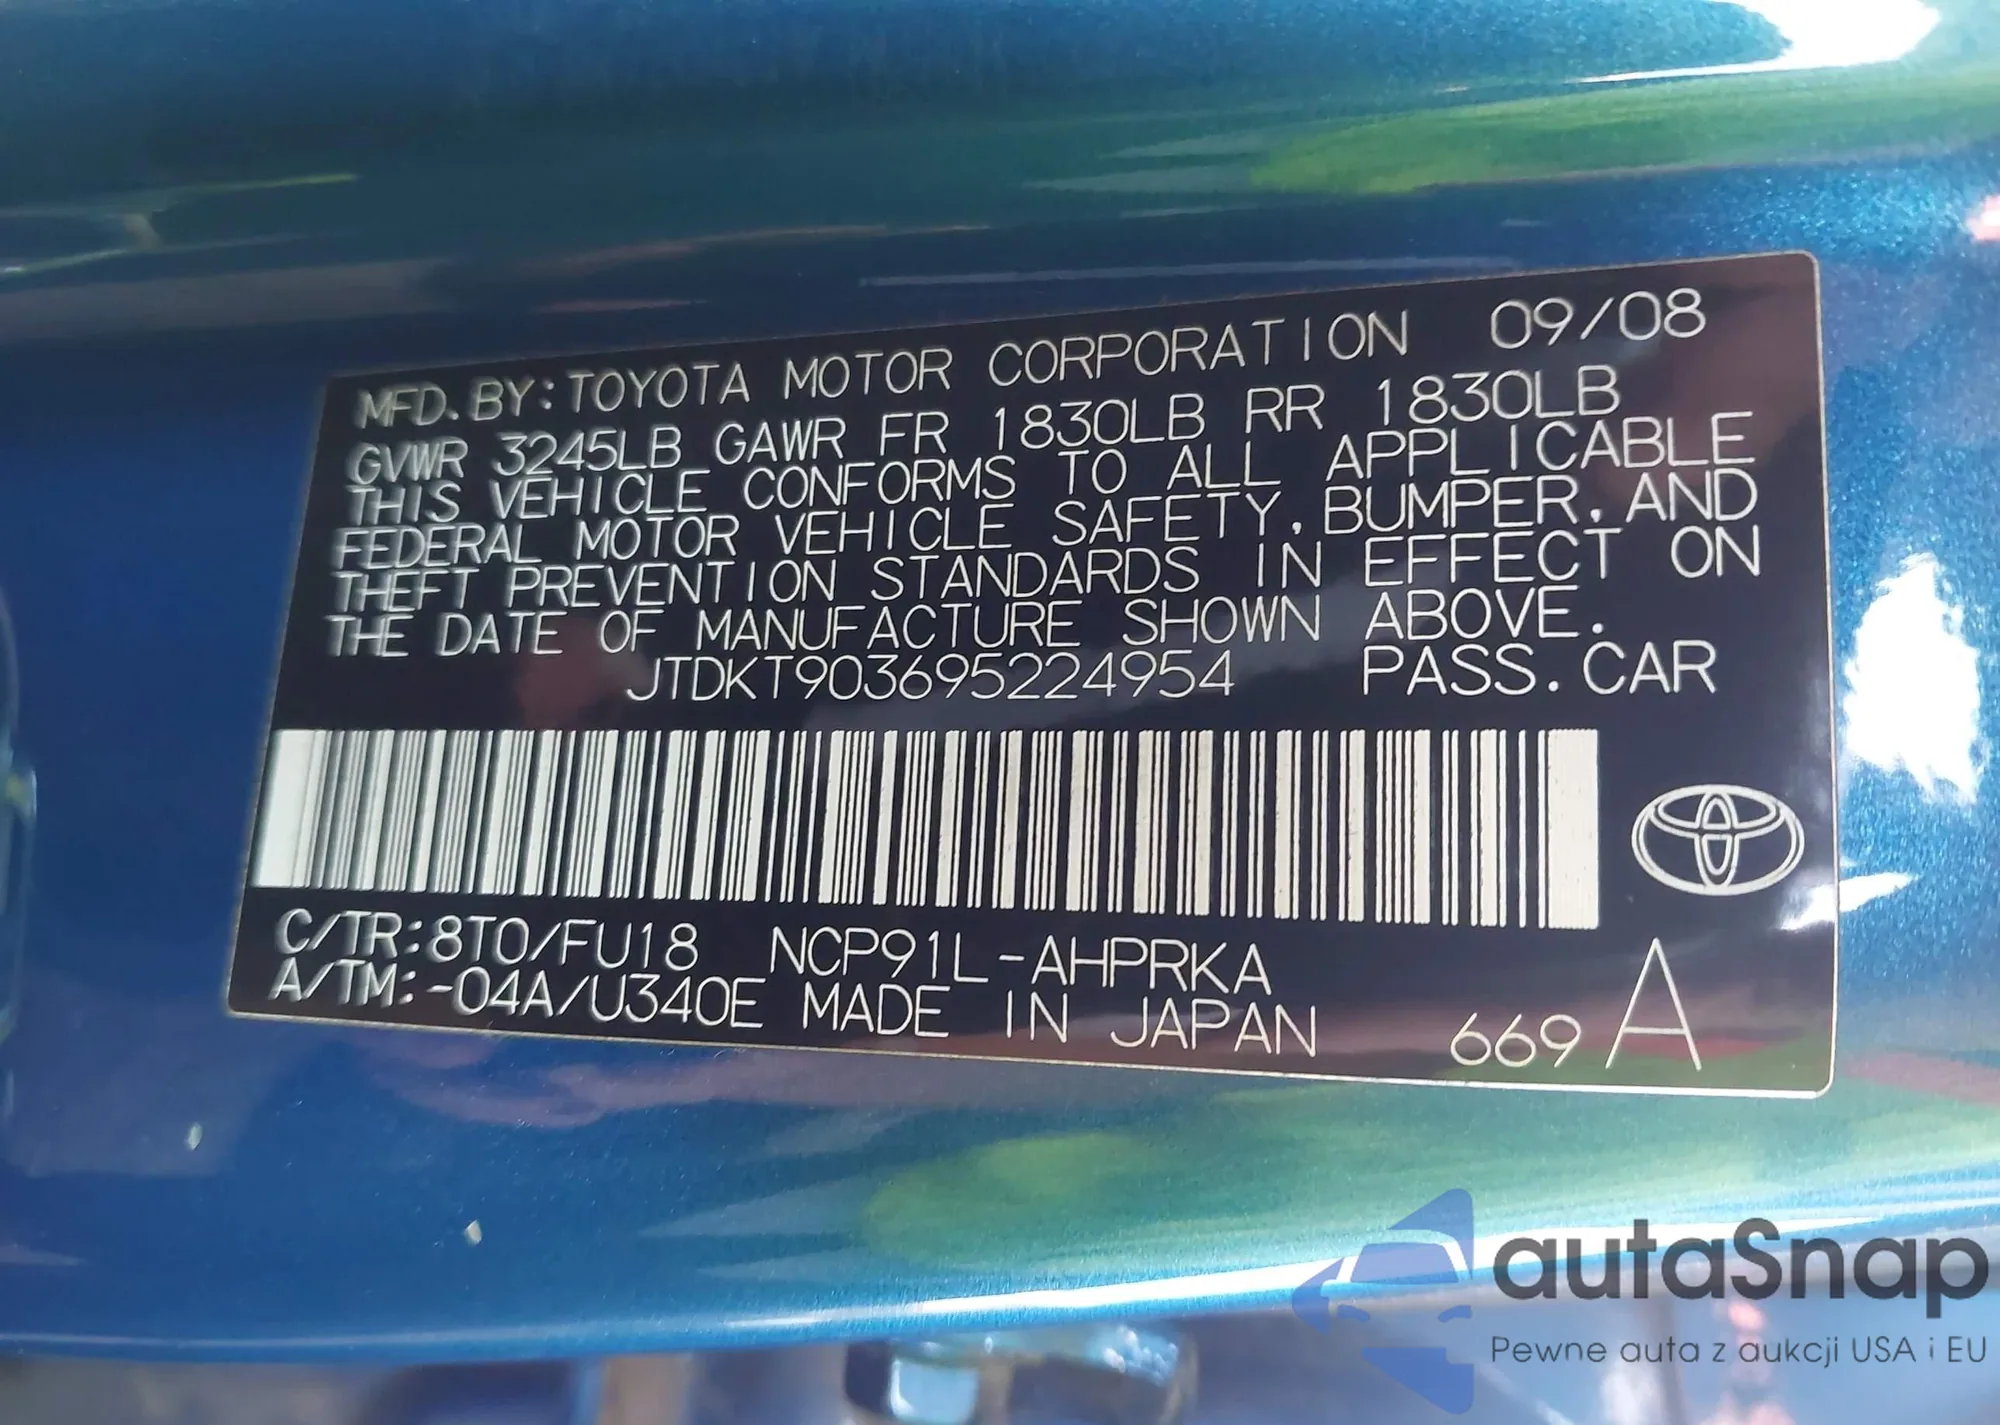 MFD. BY: TOYOTA MOTOR CORPORATION 09/08
GVWR 3245LB GAWR FR 1830LB RR 1830LB
THIS VEHICLE CONFORMS TO ALL APPLICABLE
FEDERAL MOTOR VEHICLE SAFETY, BUMPER, AND
THEFT PREVENTION STANDARDS IN EFFECT ON
THE DATE OF MANUFACTURE SHOWN ABOVE.
JTDKT903695224954 PASS. CAR
C/TR: 8T0/FU18 NCP91L-AHPRKA
A/TM: -04A/U340E MADE IN JAPAN 669 A
autaSnap
Pewne auta z aukcji USA i EU